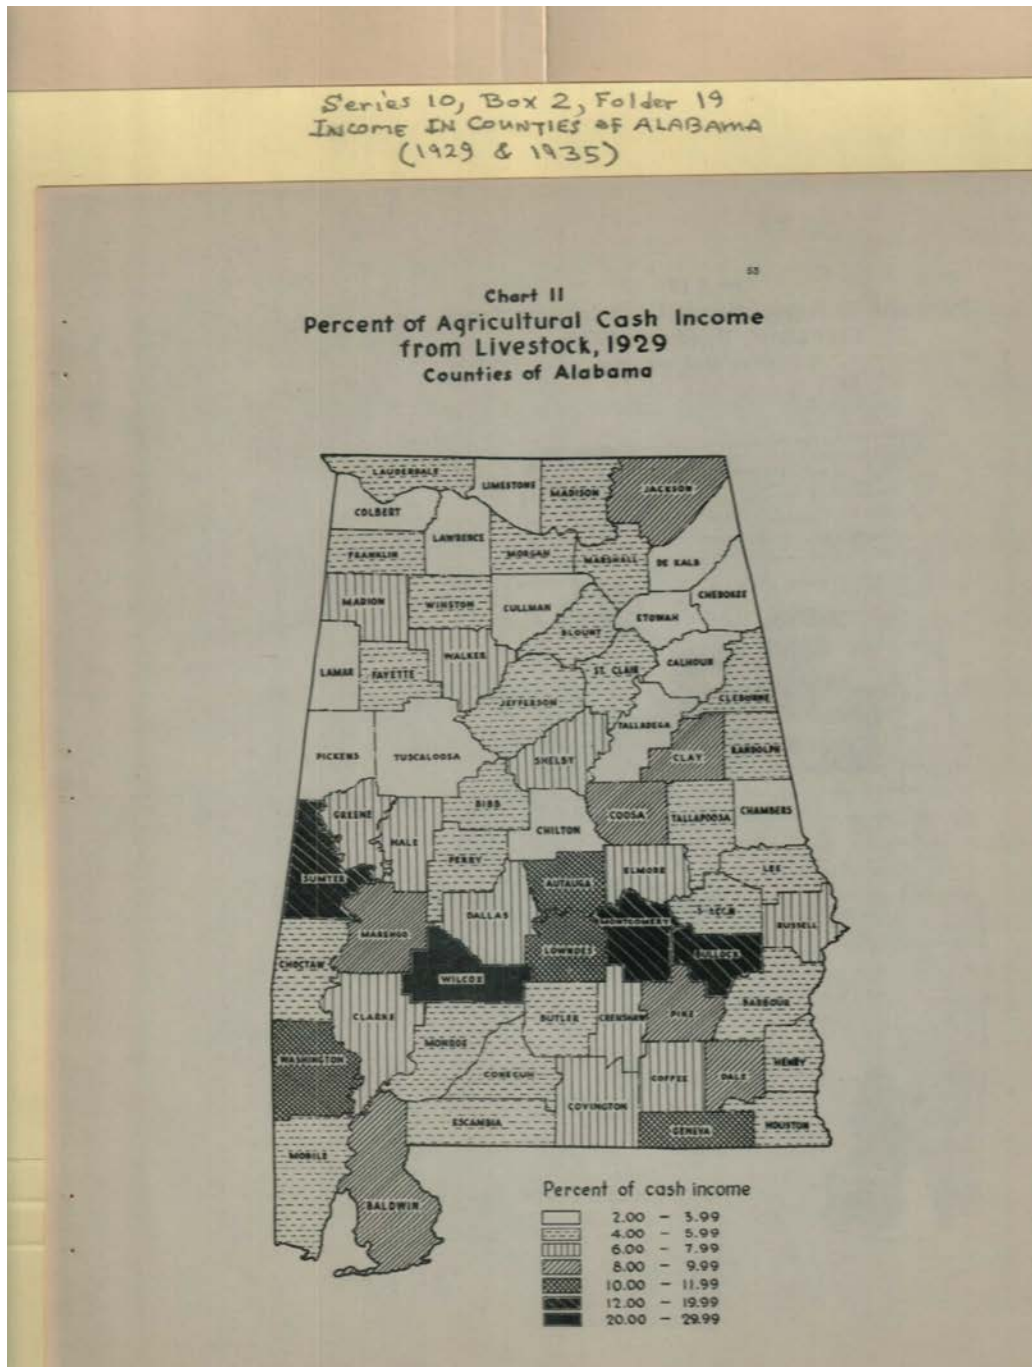 Series 10, Box 2, Folder 19
INCOME IN COUNTIES OF ALABAMA
(1929 & 1935)
53
Chart II
Percent of Agricultural Cash Income
from Livestock, 1929
Counties of Alabama
LAUDERDALE
LIMESTONE
MADISON
JACKSON
COLBERT
LAWRENCE
FRANKLIN
MORGAN
MARSHALL
DE KALB
CHEROKEE
MARION
WINSTON
CULLMAN
ETOWAH
BLOUNT
LAMAR
FAYETTE
WALKER
ST. CLAIR
CALHOUR
CLEBURNE
JEFFERSON
TALLADEGA
PICKENS
TUSCALOOSA
SHELBY
CLAY
RANDOLPH
GREENE
BIBB
HALE
CHILTON
COOSA
TALLAPOOSA
CHAMBERS
SUMTER
PERRY
AUTAUGA
ELMORE
LEE
DALLAS
MONTGOMERY
RUSSELL
MARENGO
LOWNDES
BULLOCK
CHOCTAW
WILCOX
CLARKE
BUTLER
CRENSHAW
PIKE
BARBOUR
MONROE
WASHINGTON
CONECUH
COFFEE
DALE
HENRY
COVINGTON
ESCAMBIA
GENEVA
HOUSTON
MOBILE
BALDWIN
Percent of cash income
2.00 - 3.99
4.00 - 5.99
6.00 - 7.99
8.00 - 9.99
10.00 - 11.99
12.00 - 19.99
20.00 - 29.99